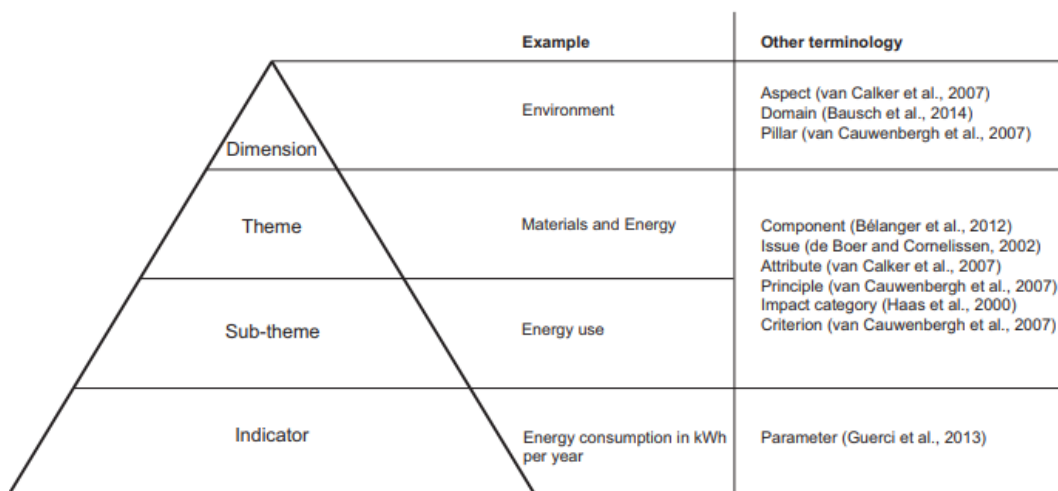 Example
Other terminology
Dimension
Environment
Aspect (van Calker et al., 2007)
Domain (Bausch et al., 2014)
Pillar (van Cauwenbergh et al., 2007)
Theme
Materials and Energy
Sub-theme
Energy use
Component (Bélanger et al., 2012)
Issue (de Boer and Cornelissen, 2002)
Attribute (van Calker et al., 2007)
Principle (van Cauwenbergh et al., 2007)
Impact category (Haas et al., 2000)
Criterion (van Cauwenbergh et al., 2007)
Indicator
Energy consumption in kWh
per year
Parameter (Guerci et al., 2013)